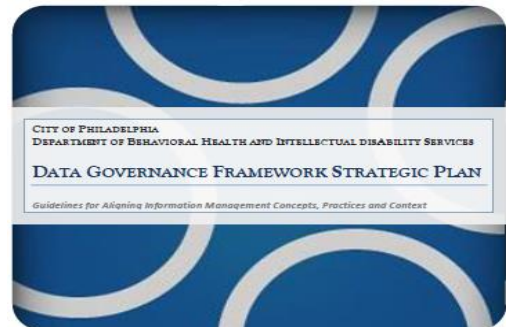 CITY OF PHILADELPHIA
DEPARTMENT OF BEHAVIORAL HEALTH AND INTELLECTUAL DISABILITY SERVICES
DATA GOVERNANCE FRAMEWORK STRATEGIC PLAN
Guidelines for Aligning Information Management Concepts, Practices and Context